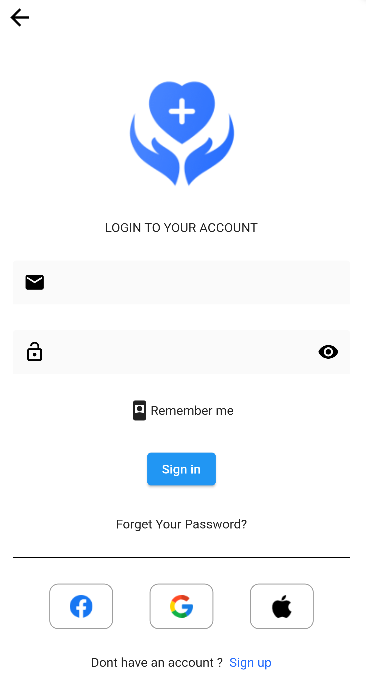 LOGIN TO YOUR ACCOUNT
Remember me
Sign in
Forget Your Password?
Dont have an account ? Sign up